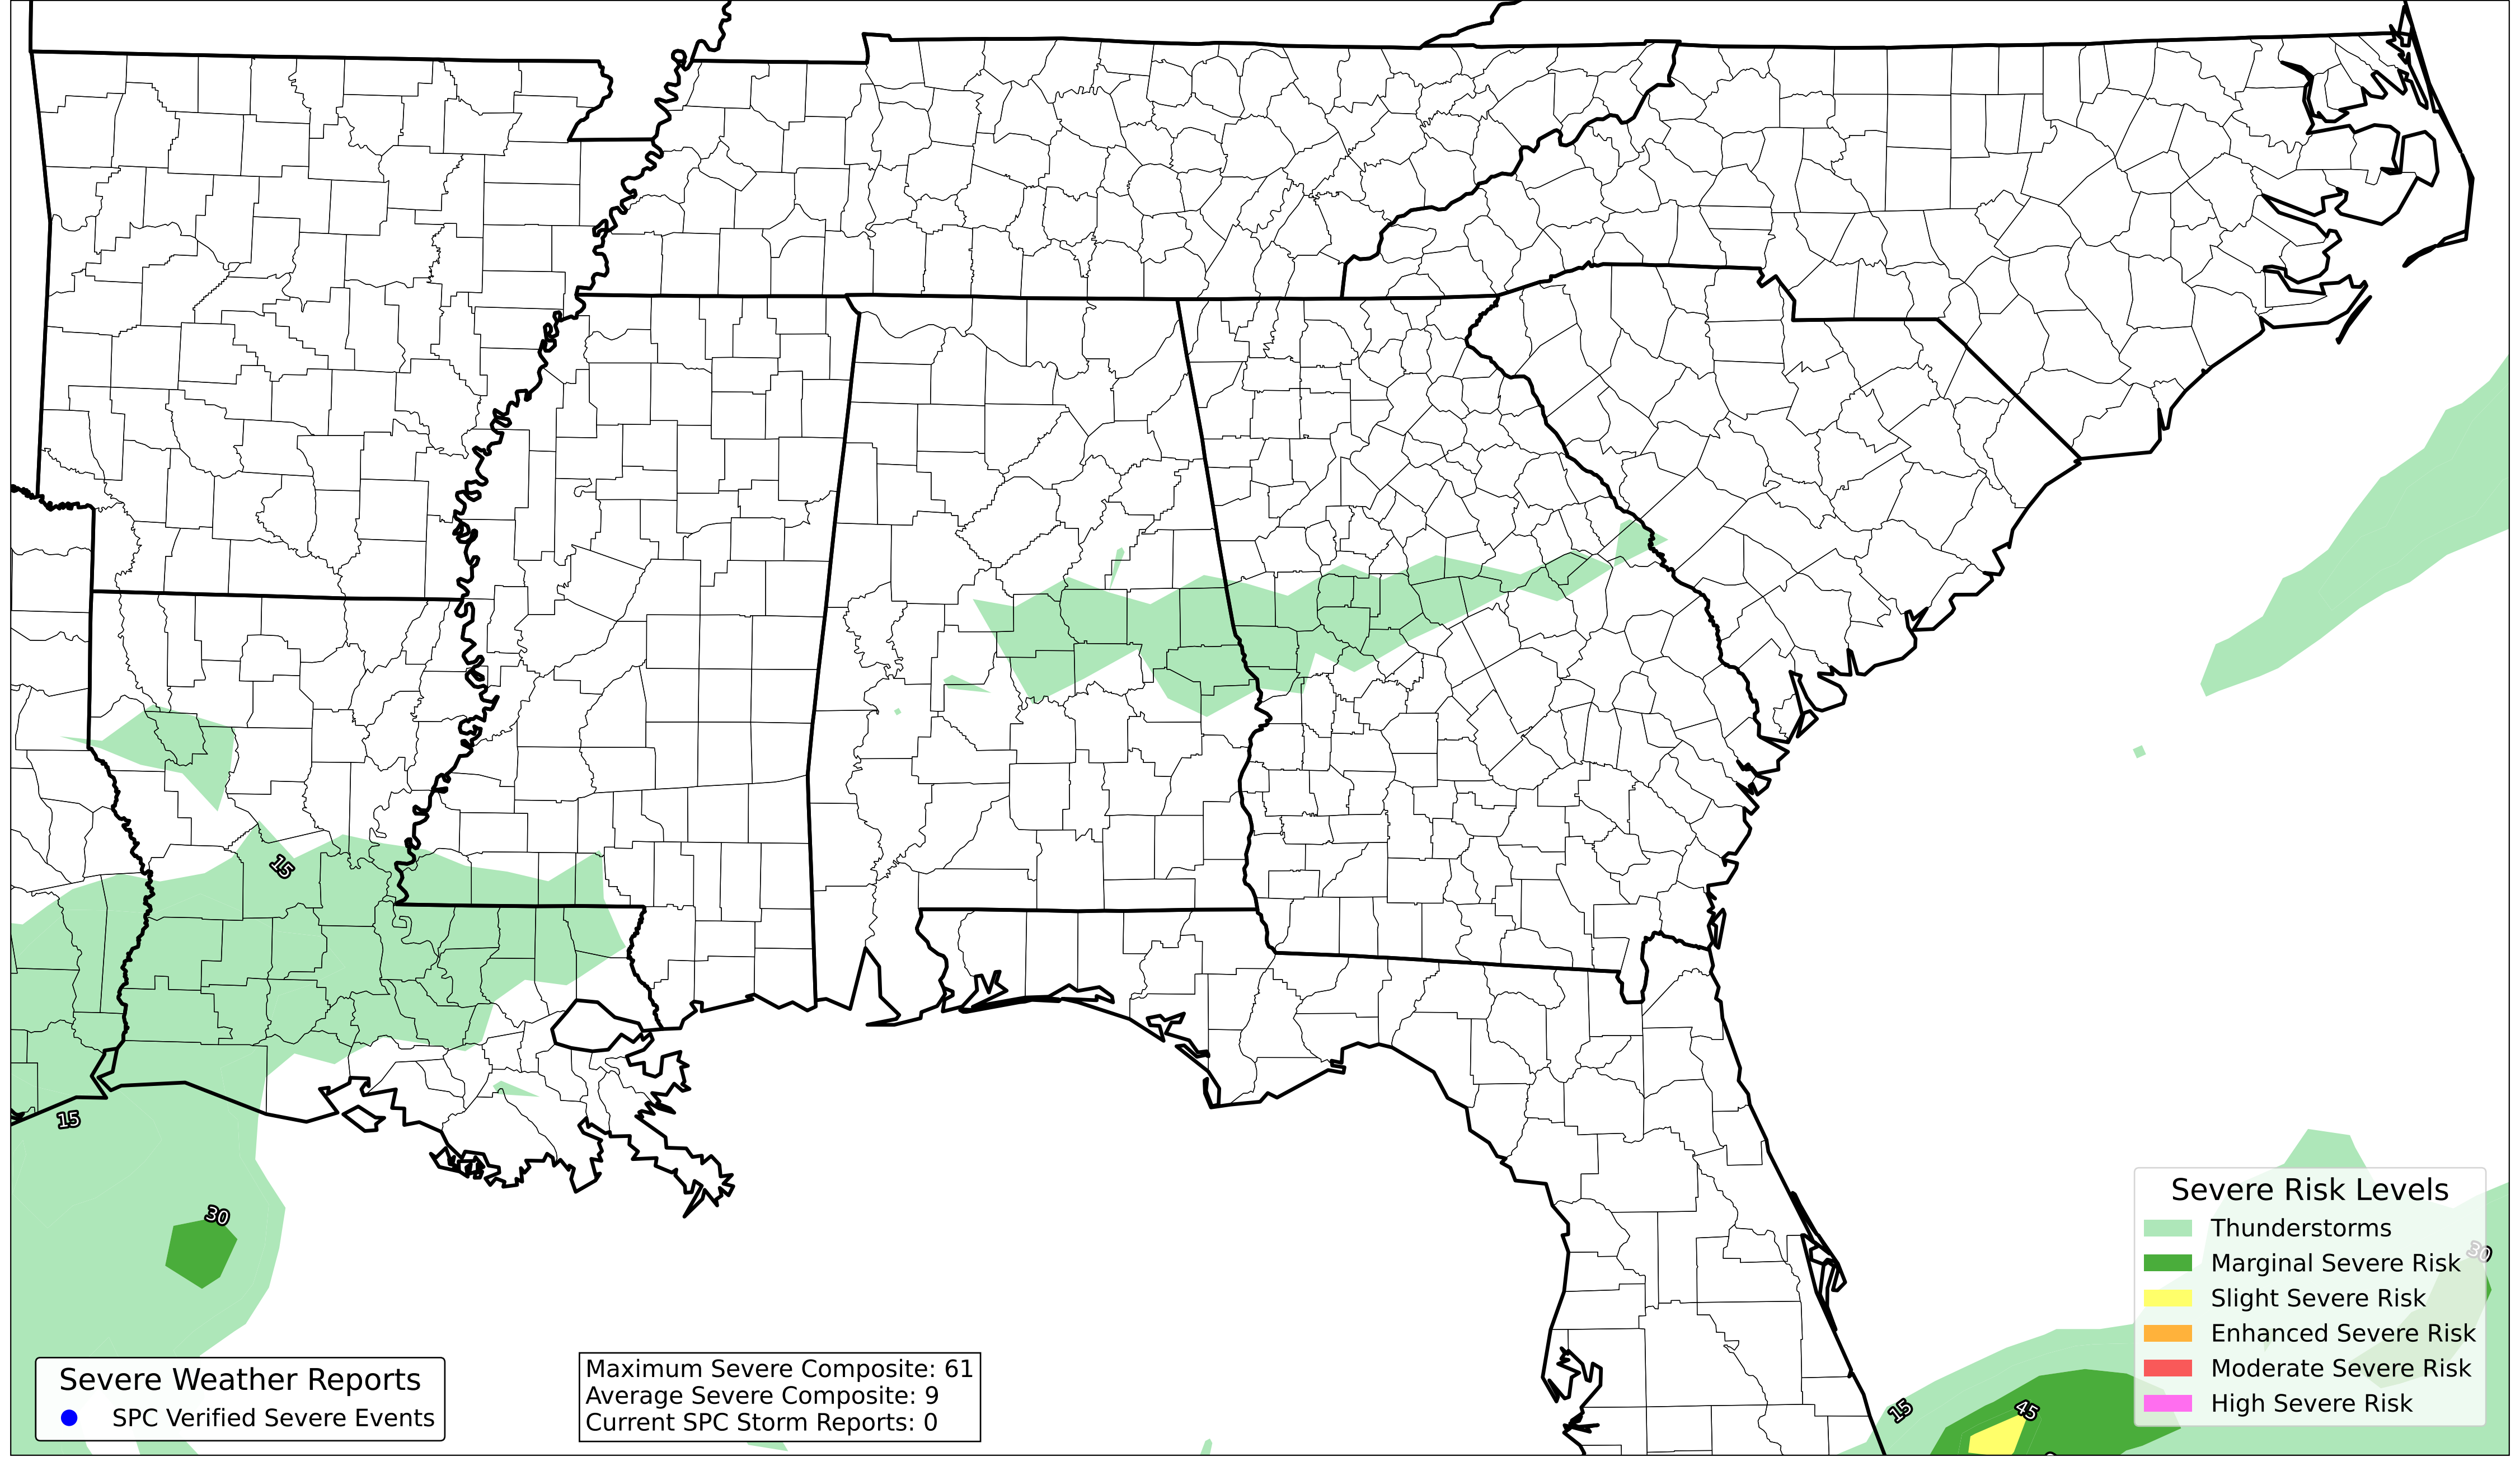 15
15
30
30
15
45
Severe Risk Levels
Thunderstorms
Marginal Severe Risk
Slight Severe Risk
Enhanced Severe Risk
Moderate Severe Risk
High Severe Risk
Severe Weather Reports
SPC Verified Severe Events
Maximum Severe Composite: 61
Average Severe Composite: 9
Current SPC Storm Reports: 0